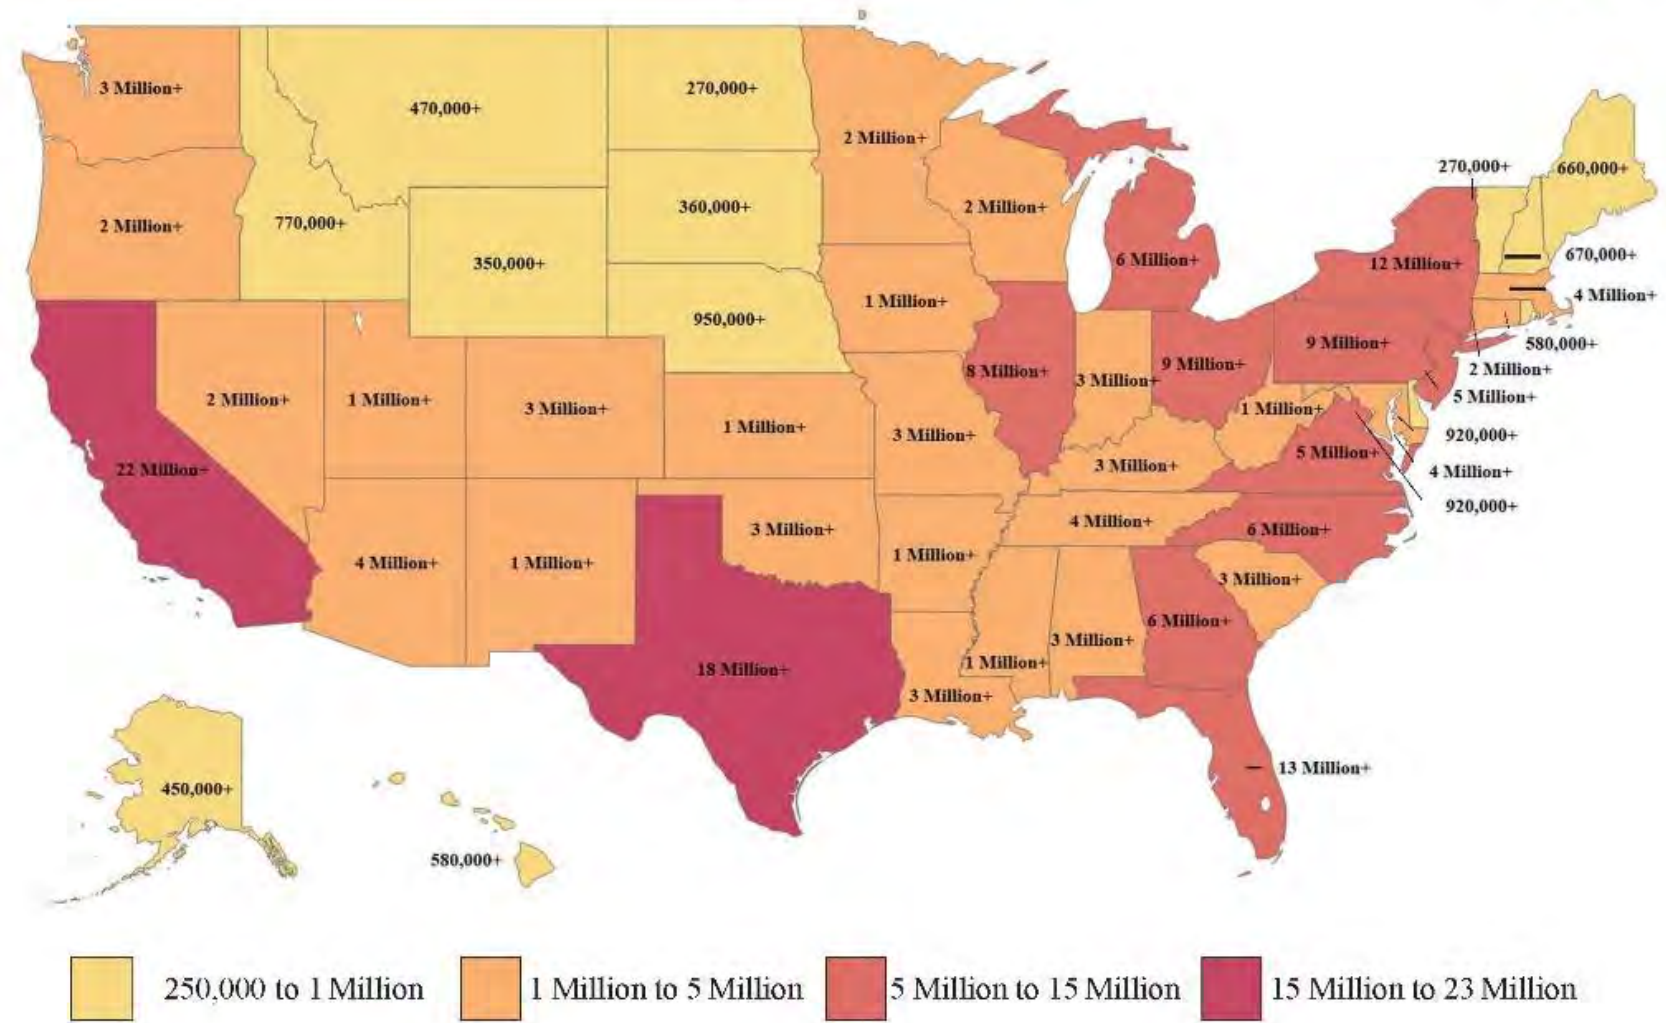 3 Million+
470,000+
270,000+
2 Million+
270,000+
660,000+
2 Million+
770,000+
350,000+
360,000+
2 Million+
6 Million+
12 Million+
670,000+
4 Million+
1 Million+
950,000+
580,000+
2 Million+
5 Million+
920,000+
4 Million+
920,000+
8 Million+
3 Million+
9 Million+
9 Million+
1 Million+
5 Million+
22 Million+
2 Million+
1 Million+
3 Million+
1 Million+
3 Million+
3 Million+
4 Million+
6 Million+
4 Million+
1 Million+
3 Million+
1 Million+
3 Million+
6 Million+
18 Million+
3 Million+
1 Million+
3 Million+
13 Million+
450,000+
580,000+
250,000 to 1 Million
1 Million to 5 Million
5 Million to 15 Million
15 Million to 23 Million